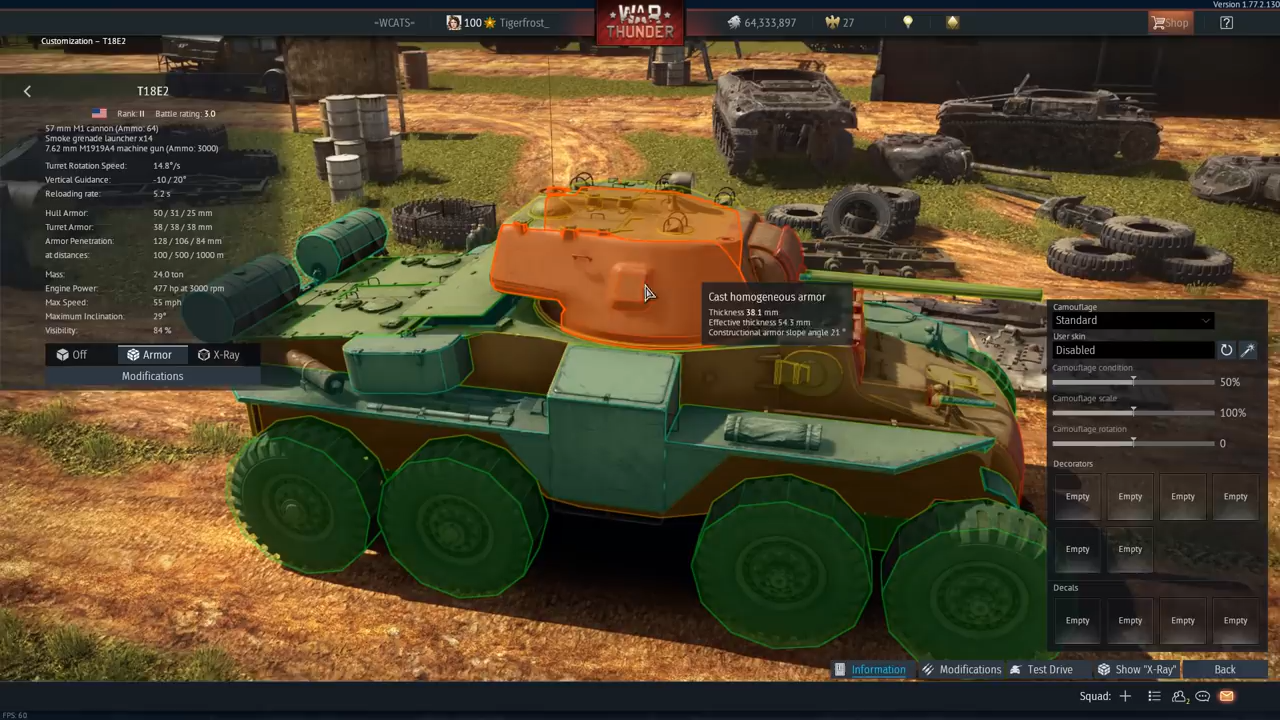 Version 1.77.2.130
~WCATS~
100 Tigerfrost_
WAR THUNDER
64,333,897
27
Shop
?
Customization – T18E2
T18E2
Rank: II Battle rating: 3.0
57 mm M1 cannon (Ammo: 64)
Smoke grenade launcher x14
7.62 mm M1919A4 machine gun (Ammo: 3000)
Turret Rotation Speed: 14.8°/s
Vertical Guidance: -10 / 20°
Reloading rate: 5.2 s
Hull Armor: 50 / 31 / 25 mm
Turret Armor: 38 / 38 / 38 mm
Armor Penetration: 128 / 106 / 84 mm
at distances: 100 / 500 / 1000 m
Mass: 24.0 ton
Engine Power: 477 hp at 3000 rpm
Max Speed: 55 mph
Maximum Inclination: 29°
Visibility: 84 %
Off Armor X-Ray
Modifications
Cast homogeneous armor
Thickness 38.1 mm
Effective thickness 54.3 mm
Constructional armor slope angle 21 °
Camouflage
Standard
User skin
Disabled
Camouflage condition
50%
Camouflage scale
100%
Camouflage rotation
0
Decorators
Empty Empty Empty Empty
Empty Empty
Decals
Empty Empty Empty Empty
Information Modifications Test Drive Show "X-Ray" Back
Squad: 2
FPS: 60